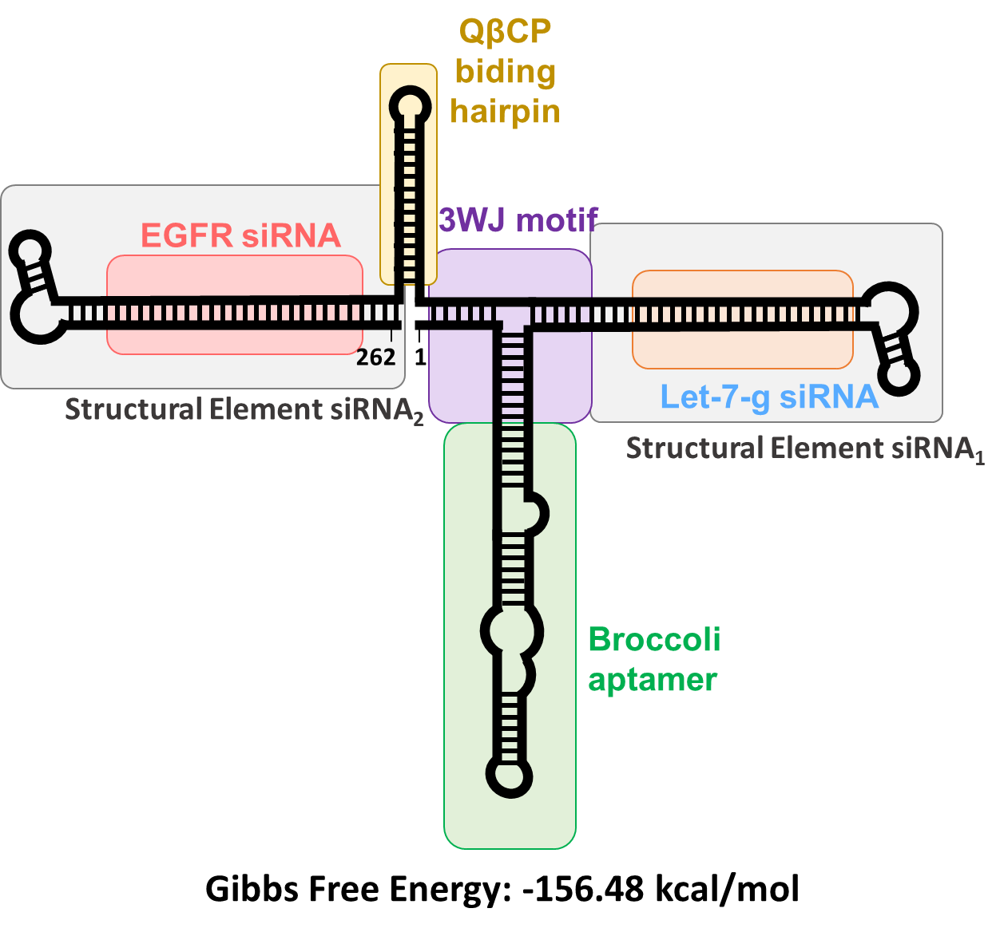 QβCP
biding
hairpin
3WJ motif
EGFR siRNA
262
1
Structural Element siRNA₂
Let-7-g siRNA
Structural Element siRNA₁
Broccoli
aptamer
Gibbs Free Energy: -156.48 kcal/mol